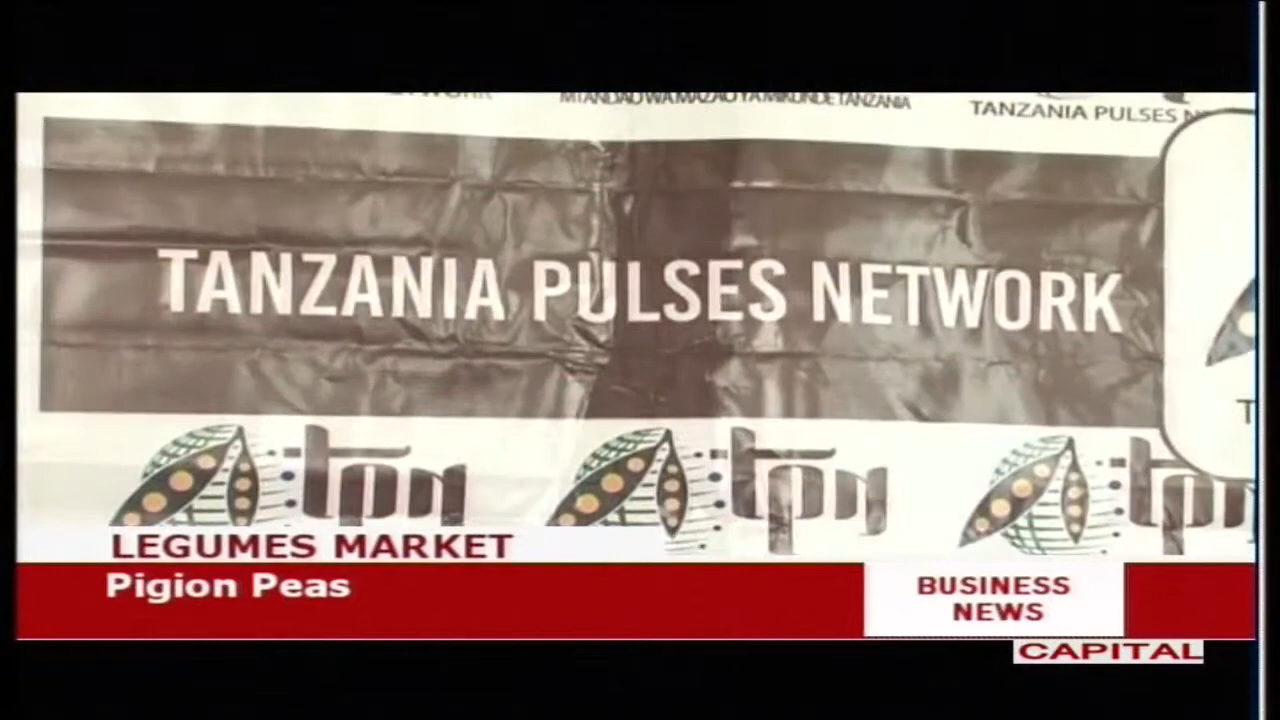 MTANDAO WA MAZAO YA MIKUNDE TANZANIA
TANZANIA PULSES
TANZANIA PULSES NETWORK
tpn tpn tpn
LEGUMES MARKET
Pigion Peas
BUSINESS
NEWS
CAPITAL